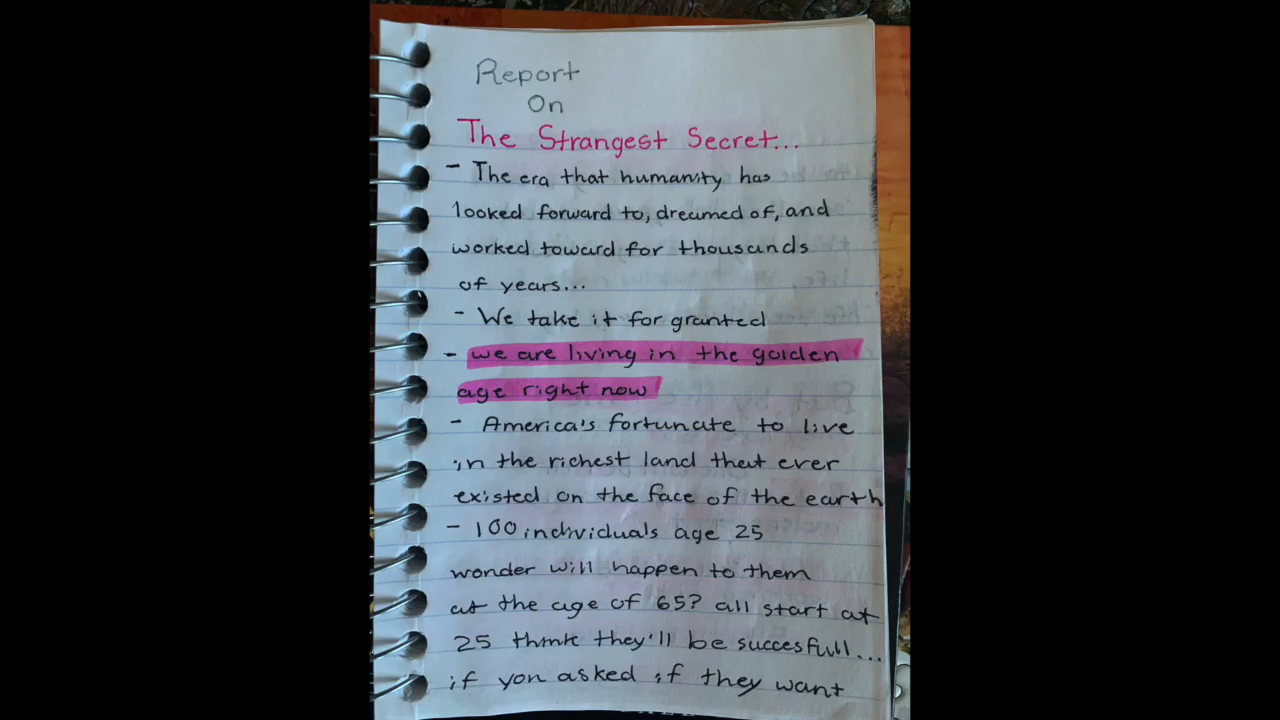 Report
On
The Strangest Secret...
- The era that humanity has
looked forward to, dreamed of, and
worked toward for thousands
of years...
- We take it for granted
- we are living in the golden
age right now
- America's fortunate to live
in the richest land that ever
existed on the face of the earth
- 100 individuals age 25
wonder will happen to them
at the age of 65? all start at
25 think they'll be succesfull...
if you asked if they want